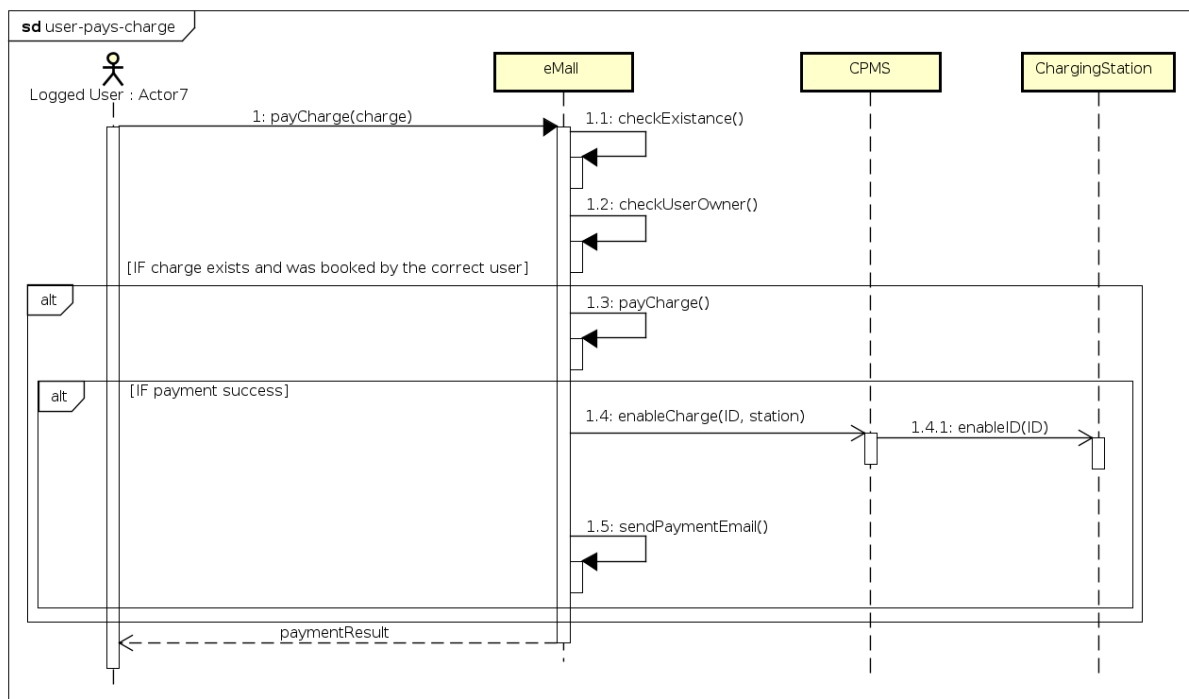 sd user-pays-charge
eMall
CPMS
ChargingStation
Logged User : Actor7
1: payCharge(charge)
1.1: checkExistance()
1.2: checkUserOwner()
[IF charge exists and was booked by the correct user]
alt
1.3: payCharge()
alt
[IF payment success]
1.4: enableCharge(ID, station)
1.4.1: enableID(ID)
1.5: sendPaymentEmail()
paymentResult